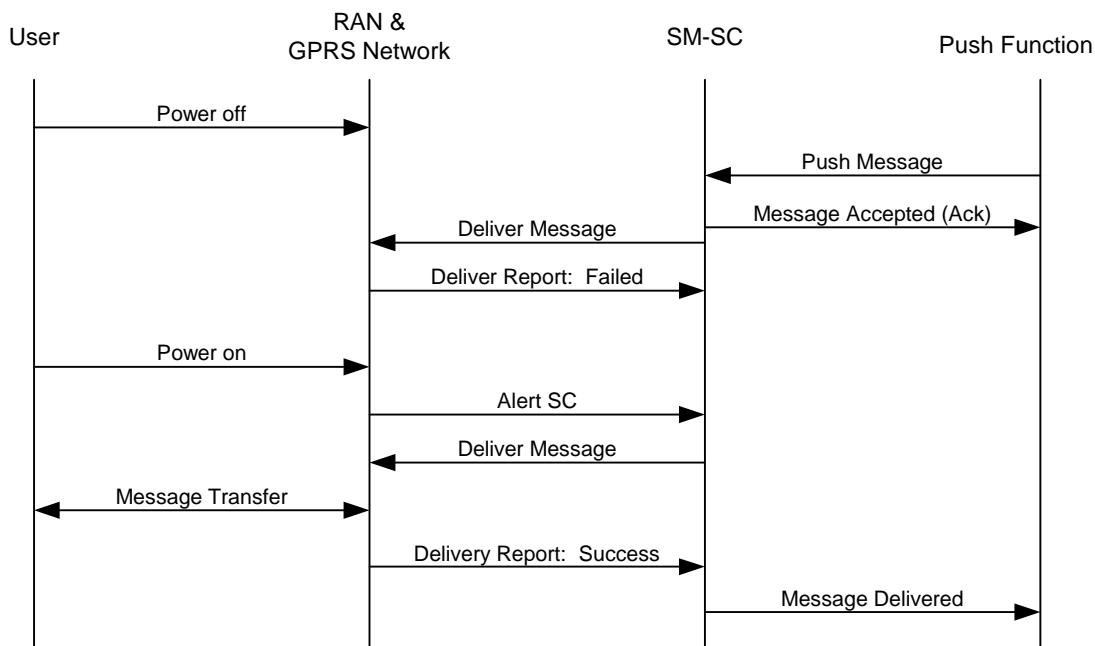 User
RAN &
GPRS Network
SM-SC
Push Function
Power off
Push Message
Message Accepted (Ack)
Deliver Message
Deliver Report:  Failed
Power on
Alert SC
Deliver Message
Message Transfer
Delivery Report:  Success
Message Delivered